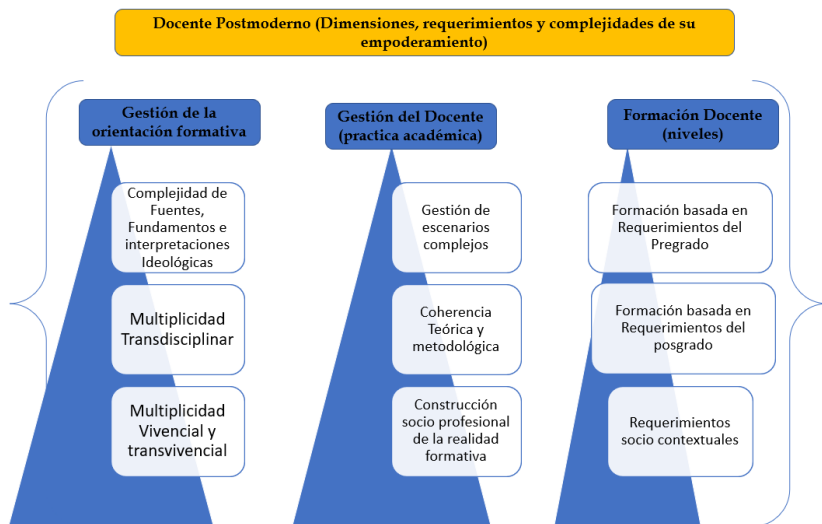 Docente Postmoderno (Dimensiones, requerimientos y complejidades de su
empoderamiento)
Gestión de la
orientación formativa
Complejidad de
Fuentes,
Fundamentos e
interpretaciones
Ideológicas
Multiplicidad
Transdisciplinar
Multiplicidad
Vivencial y
transvivencial
Gestión del Docente
(practica académica)
Gestión de
escenarios
complejos
Coherencia
Teórica y
metodológica
Construcción
socio profesional
de la realidad
formativa
Formación Docente
(niveles)
Formación basada en
Requerimientos del
Pregrado
Formación basada en
Requerimientos del
posgrado
Requerimientos
socio contextuales